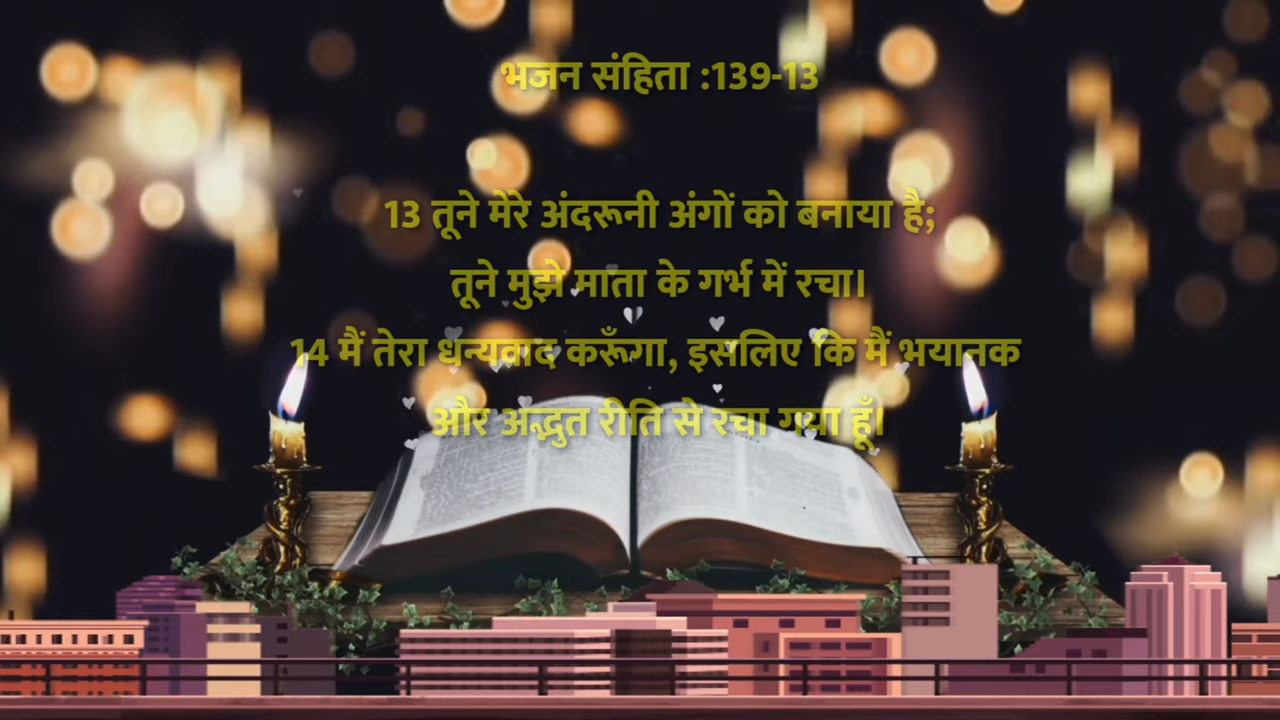 भजन संहिता :139-13
13 तूने मेरे अंदरूनी अंगों को बनाया है;
तूने मुझे माता के गर्भ में रचा।
14 मैं तेरा धन्यवाद करूँगा, इसलिए कि मैं भयानक
और अद्भुत रीति से रचा गया हूँ।